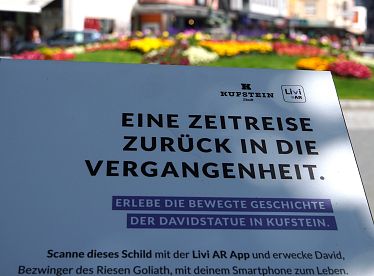 KUFSTEIN
Stadt
Livi
AR
EINE ZEITREISE
ZURÜCK IN DIE
VERGANGENHEIT.
ERLEBE DIE BEWEGTE GESCHICHTE
DER DAVIDSTATUE IN KUFSTEIN.
Scanne dieses Schild mit der Livi AR App und erwecke David,
Bezwinger des Riesen Goliath, mit deinem Smartphone zum Leben.